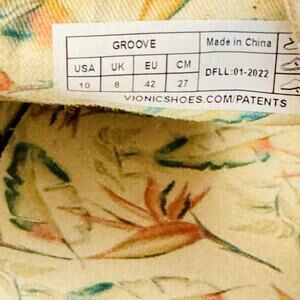 GROOVE
Made in China
USA UK EU CM
DFLL:01-2022
10 8 42 27
VIONICSHOES.COM/PATENTS